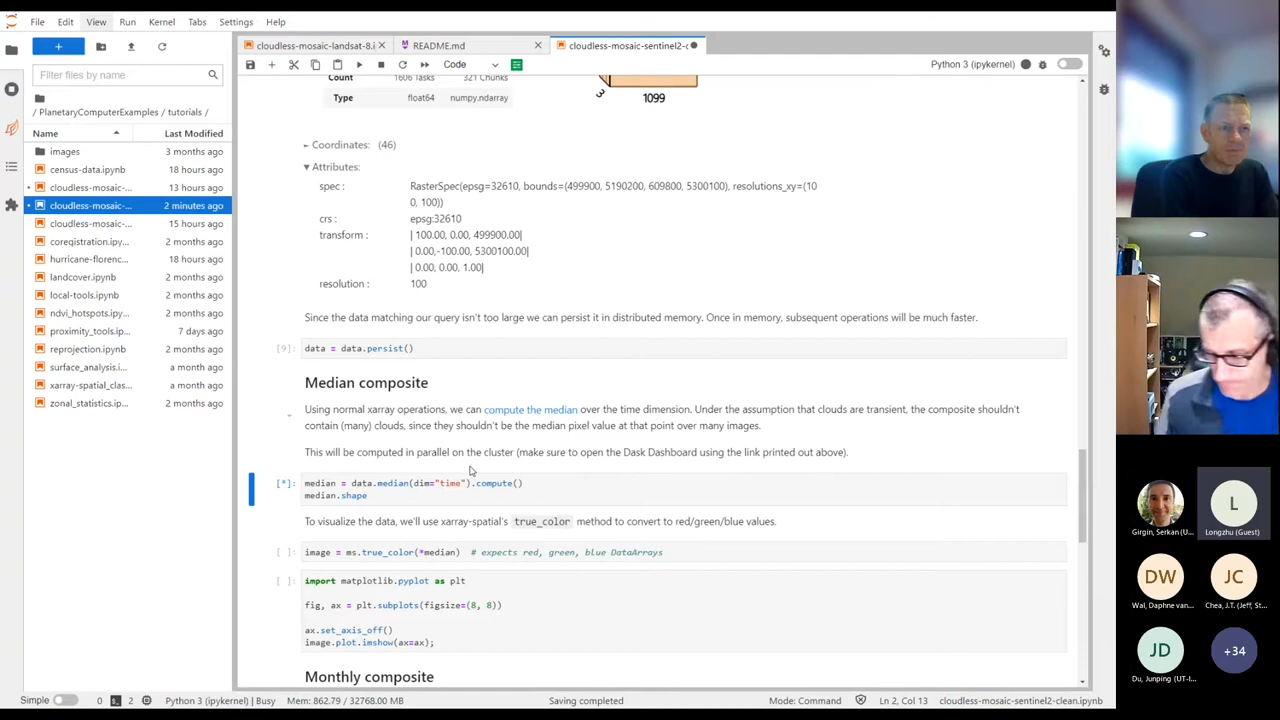 File Edit View Run Kernel Tabs Settings Help
cloudless-mosaic-landsat-8.i
README.md
cloudless-mosaic-sentinel2-c
Code
Python 3 (ipykernel)
Filter files by name
/ PlanetaryComputerExamples / tutorials /
Name Last Modified
images 3 months ago
census-data.ipynb 18 hours ago
cloudless-mosaic-... 13 hours ago
cloudless-mosaic-... 2 minutes ago
cloudless-mosaic-... 15 hours ago
coregistration.ipy... 2 months ago
hurricane-florenc... 18 hours ago
landcover.ipynb 2 months ago
local-tools.ipynb 2 months ago
ndvi_hotspots.ipy... 2 months ago
proximity_tools.ip... 7 days ago
reprojection.ipynb 2 months ago
surface_analysis.i... a month ago
xarray-spatial_clas... a month ago
zonal_statistics.ip... 2 months ago
Count 1606 Tasks 321 Chunks
Type float64 numpy.ndarray
3
1099
Coordinates: (46)
Attributes:
spec : RasterSpec(epsg=32610, bounds=(499900, 5190200, 609800, 5300100), resolutions_xy=(10
0, 100))
crs : epsg:32610
transform : | 100.00, 0.00, 499900.00|
| 0.00,-100.00, 5300100.00|
| 0.00, 0.00, 1.00|
resolution : 100
Since the data matching our query isn't too large we can persist it in distributed memory. Once in memory, subsequent operations will be much faster.
[9]: data = data.persist()
Median composite
Using normal xarray operations, we can compute the median over the time dimension. Under the assumption that clouds are transient, the composite shouldn't
contain (many) clouds, since they shouldn't be the median pixel value at that point over many images.
This will be computed in parallel on the cluster (make sure to open the Dask Dashboard using the link printed out above).
[*]: median = data.median(dim="time").compute()
median.shape
To visualize the data, we'll use xarray-spatial's true_color method to convert to red/green/blue values.
[ ]: image = ms.true_color(*median) # expects red, green, blue DataArrays
[ ]: import matplotlib.pyplot as plt
fig, ax = plt.subplots(figsize=(8, 8))
ax.set_axis_off()
image.plot.imshow(ax=ax);
Monthly composite
Simple 0 2 Python 3 (ipykernel) | Busy Mem: 862.79 / 32768.00 MB Saving completed Mode: Command Ln 2, Col 13 cloudless-mosaic-sentinel2-clean.ipynb
L
Girgin, Serkan (U... Longzhu (Guest)
DW JC
Wal, Daphne van... Chea, J.T. (Jeff, St...
JD +34
Du, Junping (UT-I...